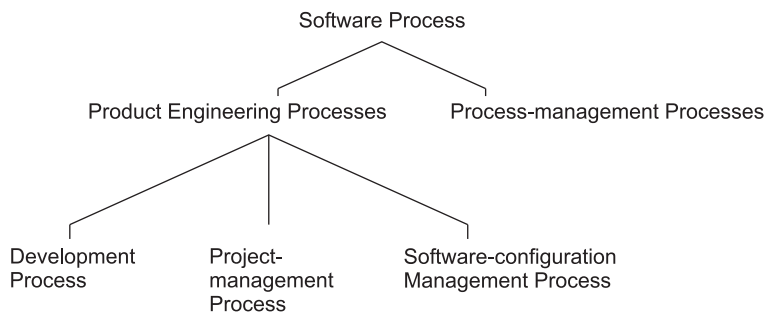 Software Process
Product Engineering Processes
Process-management Processes
Development
Process
Project-
management
Process
Software-configuration
Management Process